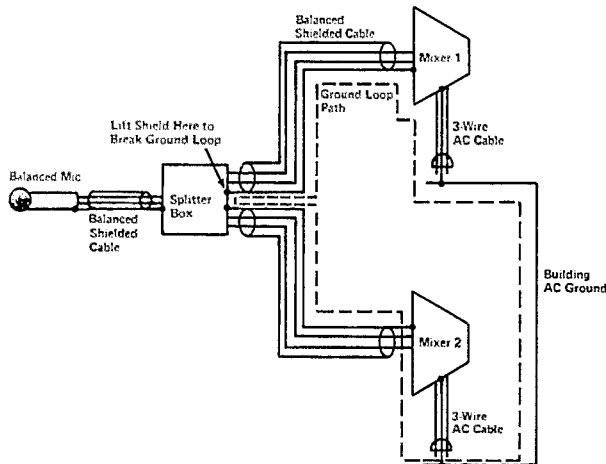 Balanced
Shielded Cable
Mixer 1
Ground Loop
Path
3-Wire
AC Cable
Lift Shield Here to
Break Ground Loop
Balanced Mic
Splitter
Box
Balanced
Shielded
Cable
Building
AC Ground
Mixer 2
3-Wire
AC Cable